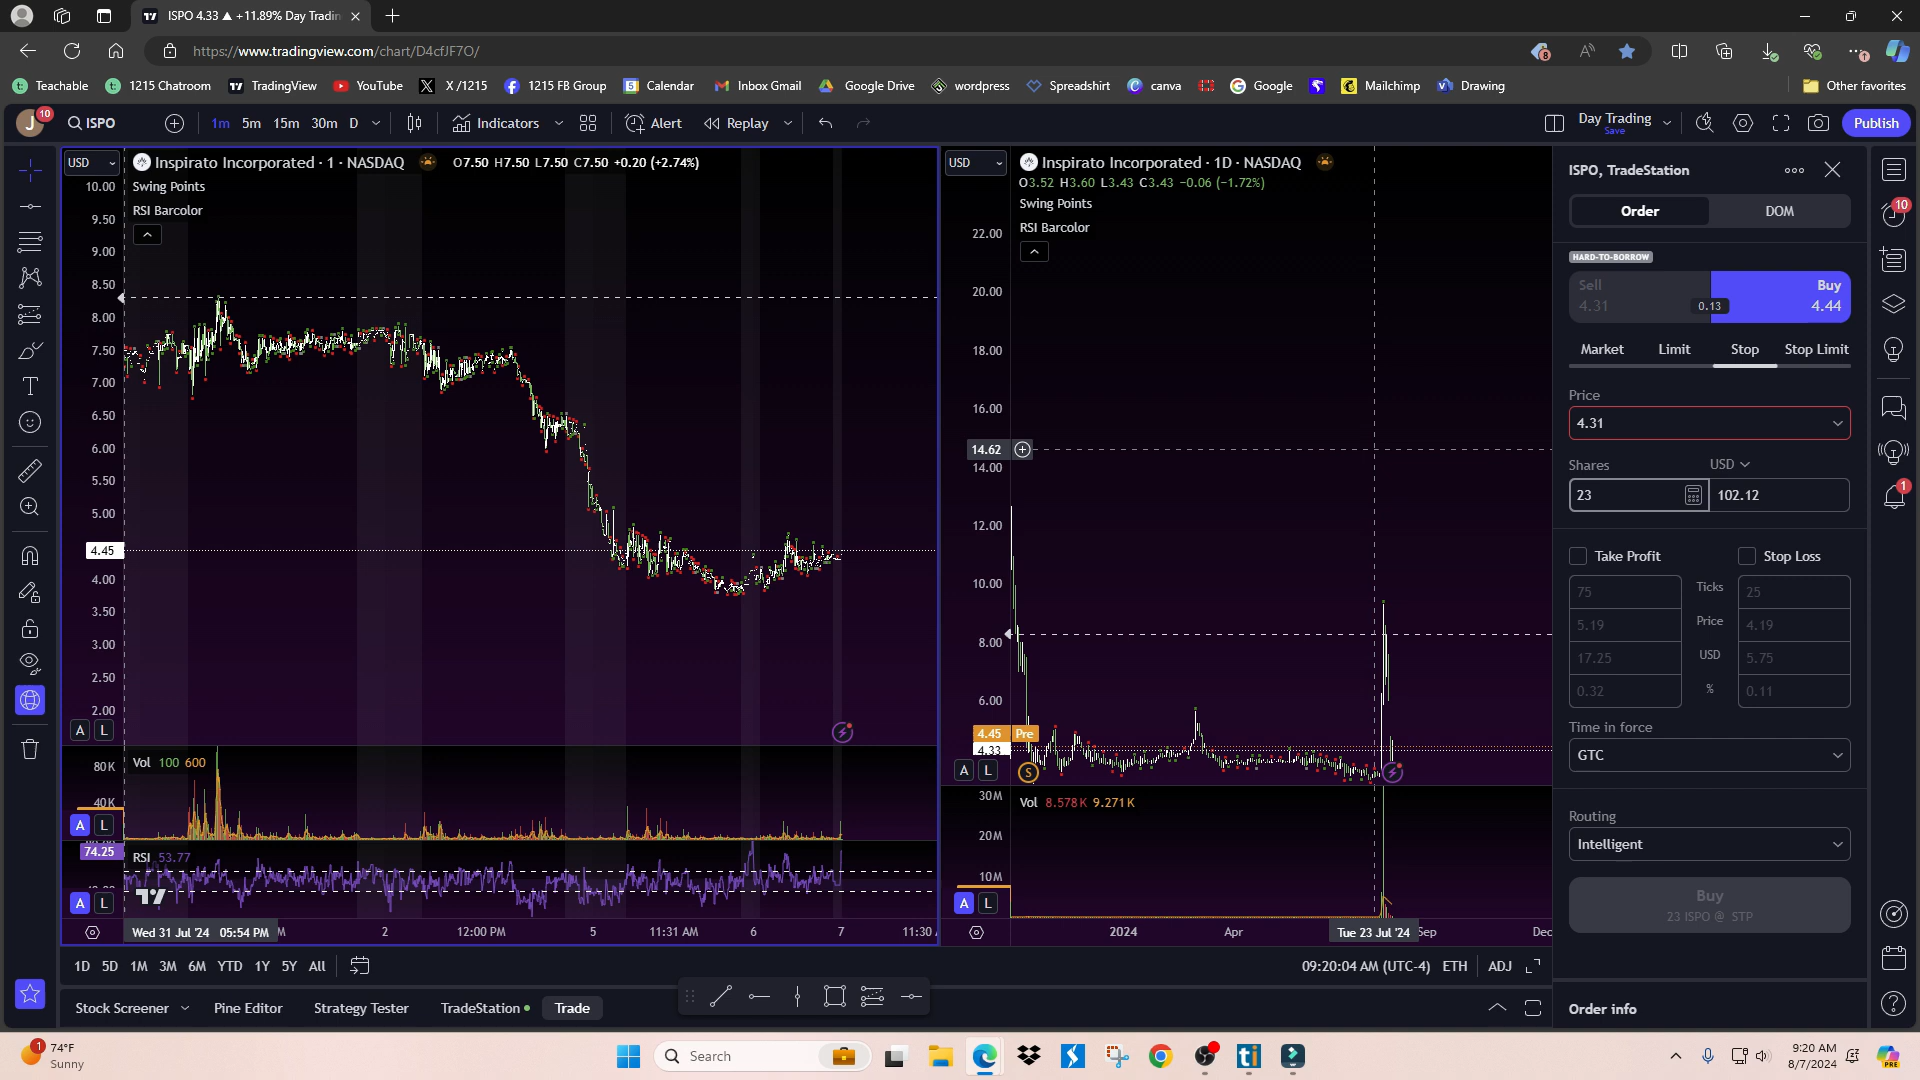 ISPO 4.33 ▲ +11.89% Day Tradin
https://www.tradingview.com/chart/D4cfJF7O/
Teachable 1215 Chatroom TradingView YouTube X /1215 1215 FB Group Calendar Inbox Gmail Google Drive wordpress Spreadshirt canva Google Mailchimp Drawing Other favorites
J 10 ISPO 1m 5m 15m 30m D Indicators Alert Replay Day Trading Save Publish
USD Inspirato Incorporated · 1 · NASDAQ O7.50 H7.50 L7.50 C7.50 +0.20 (+2.74%)
Swing Points
RSI Barcolor
10.00
9.50
9.00
8.50
8.00
7.50
7.00
6.50
6.00
5.50
5.00
4.45
4.00
3.50
3.00
2.50
2.00
A L
Vol 100 600
80K
40K
A L
74.25
RSI 53.77
A L
Wed 31 Jul '24 05:54 PM M 2 12:00 PM 5 11:31 AM 6 7 11:30
USD Inspirato Incorporated · 1D · NASDAQ
O3.52 H3.60 L3.43 C3.43 −0.06 (−1.72%)
Swing Points
RSI Barcolor
22.00
20.00
18.00
16.00
14.62
14.00
12.00
10.00
8.00
6.00
4.45 Pre
4.33
A L S
30M
Vol 8.578K 9.271K
20M
10M
A L
2024 Apr Tue 23 Jul '24 Sep Dec
ISPO, TradeStation
Order DOM
HARD-TO-BORROW
Sell Buy
4.31 0.13 4.44
Market Limit Stop Stop Limit
Price
4.31
Shares USD
23 102.12
Take Profit Stop Loss
75 Ticks 25
5.19 Price 4.19
17.25 USD 5.75
0.32 % 0.11
Time in force
GTC
Routing
Intelligent
Buy
23 ISPO @ STP
Order info
10
1
1D 5D 1M 3M 6M YTD 1Y 5Y All 09:20:04 AM (UTC-4) ETH ADJ
Stock Screener Pine Editor Strategy Tester TradeStation Trade
74°F
Sunny
Search
9:20 AM
8/7/2024